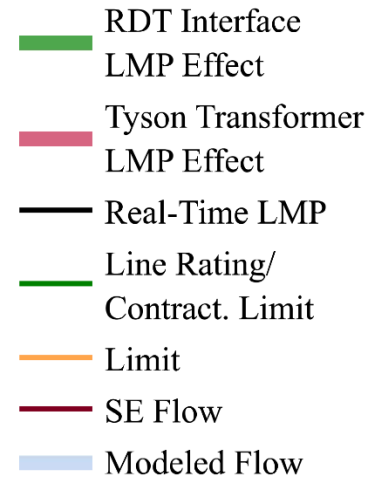 RDT Interface
LMP Effect
Tyson Transformer
LMP Effect
Real-Time LMP
Line Rating/
Contract. Limit
Limit
SE Flow
Modeled Flow